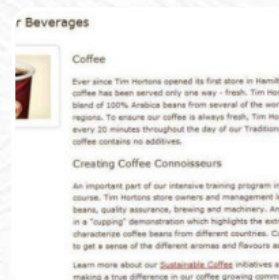 r Beverages
Coffee
Ever since Tim Hortons opened its first store in Hamilt
coffee has been served only one way - fresh. Tim Hor
blend of 100% Arabica beans from several of the wor
regions. To ensure our coffee is always fresh, Tim Ho
every 20 minutes throughout the day of our Tradition
coffee contains no additives.
Creating Coffee Connoisseurs
An important part of our intensive training program in
course. Tim Hortons store owners and management l
beans, quality assurance, brewing and machinery. An
in a "cupping" demonstration which highlights the ext
characterize coffee beans from different countries. C
to get a sense of the different aromas and flavours a
Learn more about our Sustainable Coffee initiatives a
making a true difference in our coffee growing comm